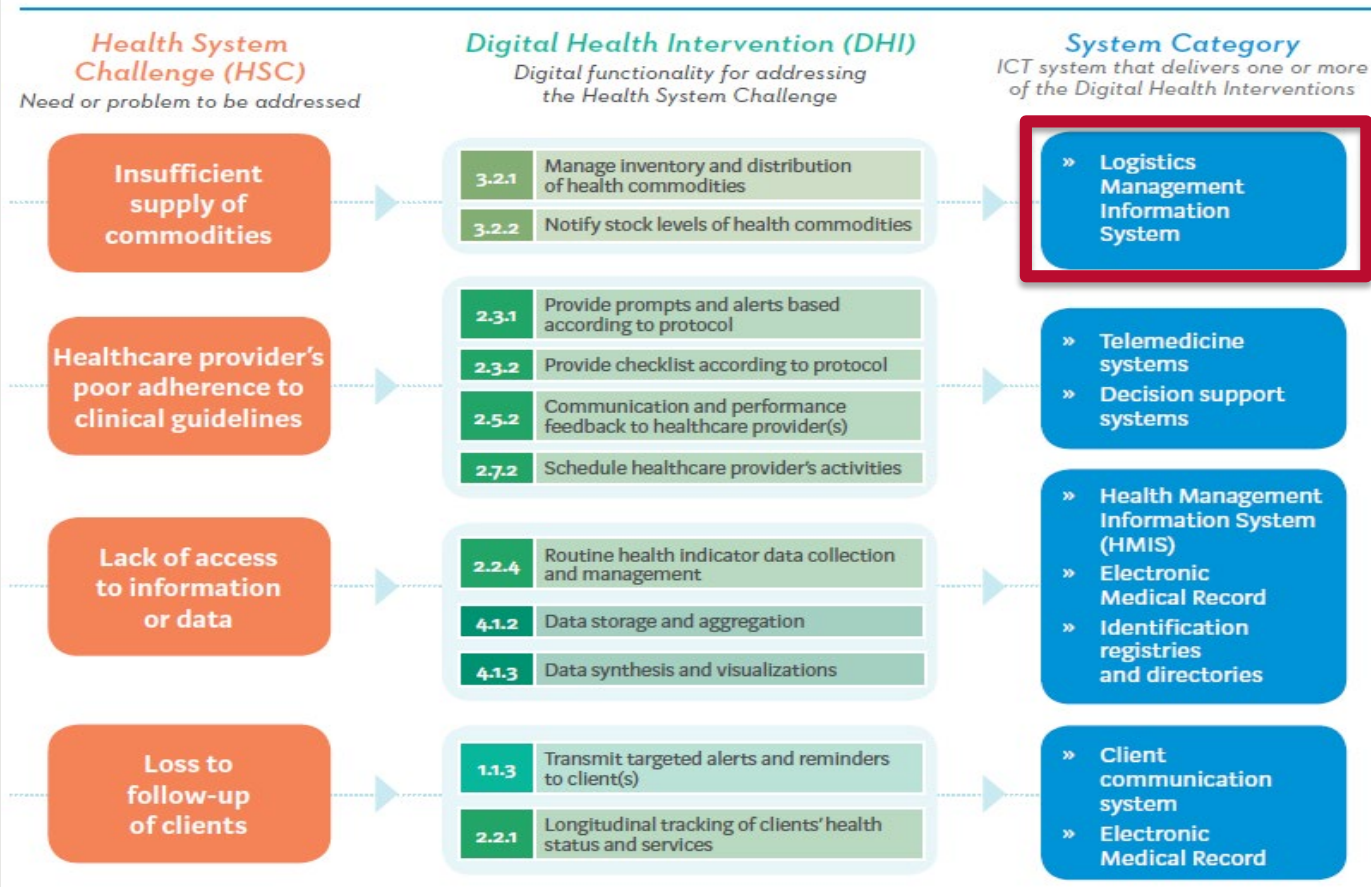 Health System
Challenge (HSC)
Need or problem to be addressed
Digital Health Intervention (DHI)
Digital functionality for addressing
the Health System Challenge
System Category
ICT system that delivers one or more
of the Digital Health Interventions
Insufficient
supply of
commodities
3.2.1 Manage inventory and distribution
of health commodities
3.2.2 Notify stock levels of health commodities
» Logistics
Management
Information
System
Healthcare provider's
poor adherence to
clinical guidelines
2.3.1 Provide prompts and alerts based
according to protocol
2.3.2 Provide checklist according to protocol
2.5.2 Communication and performance
feedback to healthcare provider(s)
2.7.2 Schedule healthcare provider's activities
» Telemedicine
systems
» Decision support
systems
Lack of access
to information
or data
2.2.4 Routine health indicator data collection
and management
4.1.2 Data storage and aggregation
4.1.3 Data synthesis and visualizations
» Health Management
Information System
(HMIS)
» Electronic
Medical Record
» Identification
registries
and directories
Loss to
follow-up
of clients
1.1.3 Transmit targeted alerts and reminders
to client(s)
2.2.1 Longitudinal tracking of clients' health
status and services
» Client
communication
system
» Electronic
Medical Record